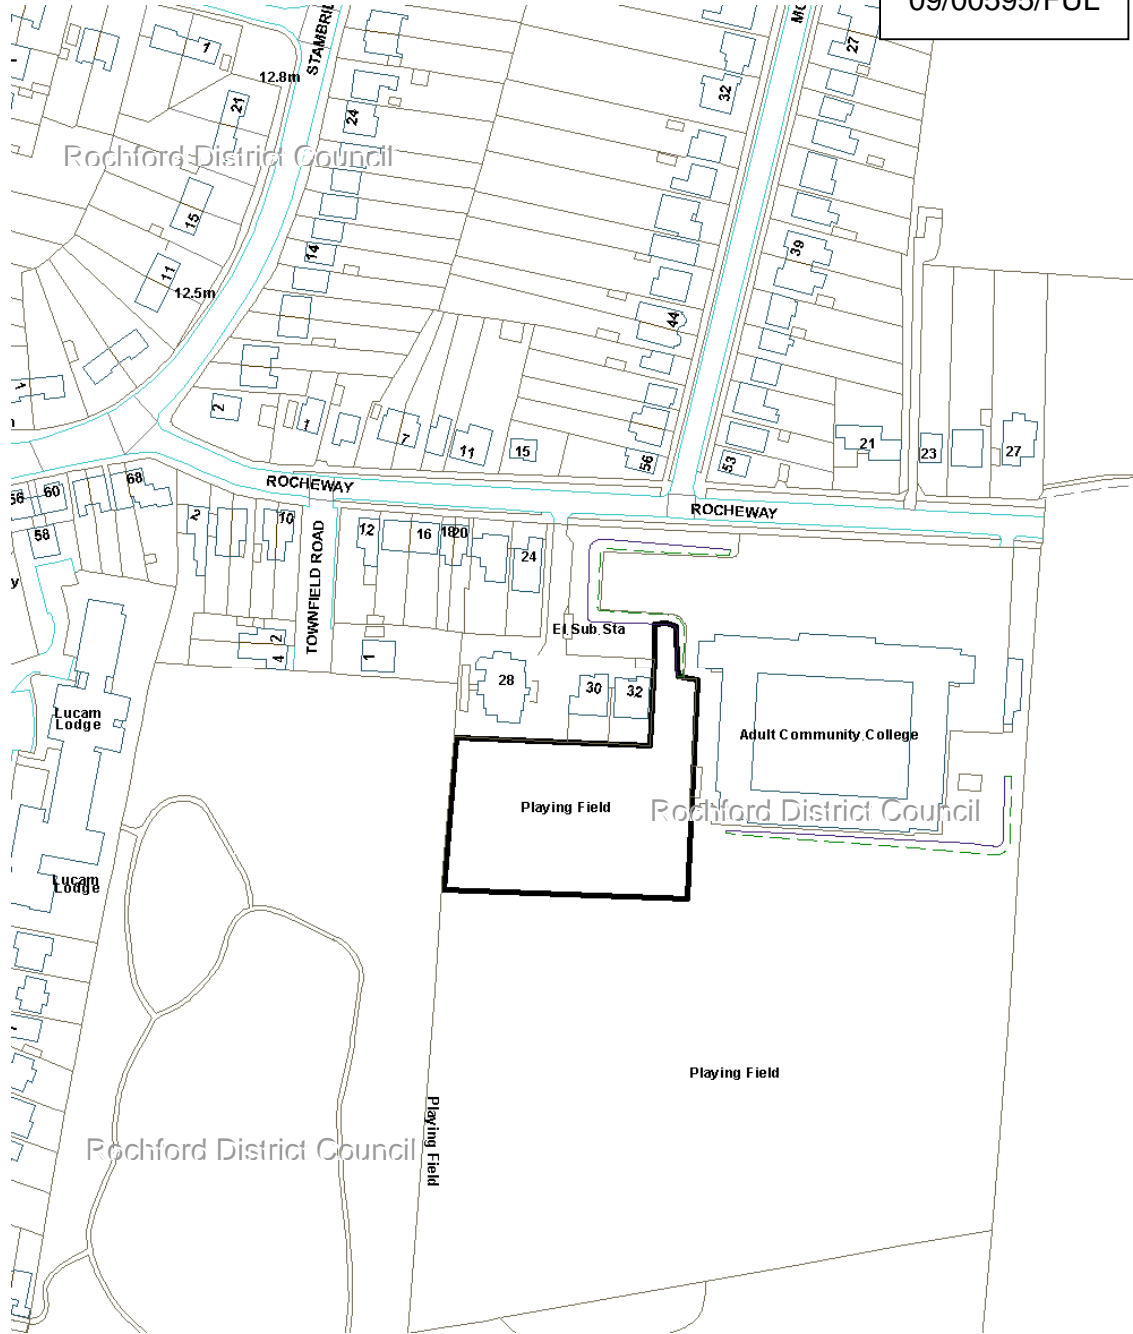 09/00595/FUL
1
12.8m
21
24
32
27
Rochford District Council
15
14
39
11
12.5m
44
2
1
7
11
15
56
53
21
23
27
68
60
58
ROCHEWAY
ROCHEWAY
2
10
12
16
18
20
24
TOWNFIELD ROAD
El Sub Sta
2
4
1
28
30
32
Lucam
Lodge
Adult Community College
Playing Field
Rochford District Council
Lucam
Lodge
Playing Field
Playing Field
Rochford District Council